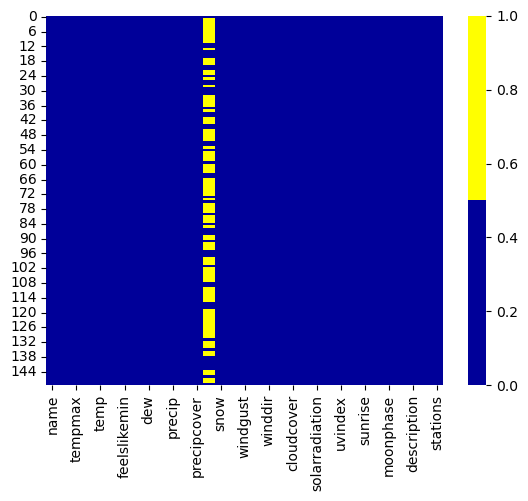 0
6
12
18
24
30
36
42
48
54
60
66
72
78
84
90
96
102
108
114
120
126
132
138
144
name
tempmax
temp
feelslikemin
dew
precip
precipcover
snow
windgust
winddir
cloudcover
solarradiation
uvindex
sunrise
moonphase
description
stations
1.0
0.8
0.6
0.4
0.2
0.0